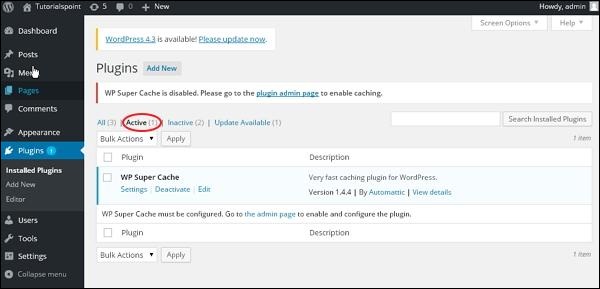 Tutorialspoint 5 0 + New Howdy, admin
Dashboard
Posts
Pages
Comments
Appearance
Plugins 1
Installed Plugins
Add New
Editor
Users
Tools
Settings
Collapse menu
Screen Options Help
WordPress 4.3 is available! Please update now.
Plugins Add New
WP Super Cache is disabled. Please go to the plugin admin page to enable caching.
All (3) | Active (1) | Inactive (2) | Update Available (1) Search Installed Plugins
Bulk Actions Apply 1 item
Plugin Description
WP Super Cache Very fast caching plugin for WordPress.
Settings | Deactivate | Edit Version 1.4.4 | By Automattic | View details
WP Super Cache must be configured. Go to the admin page to enable and configure the plugin.
Plugin Description
Bulk Actions Apply 1 item